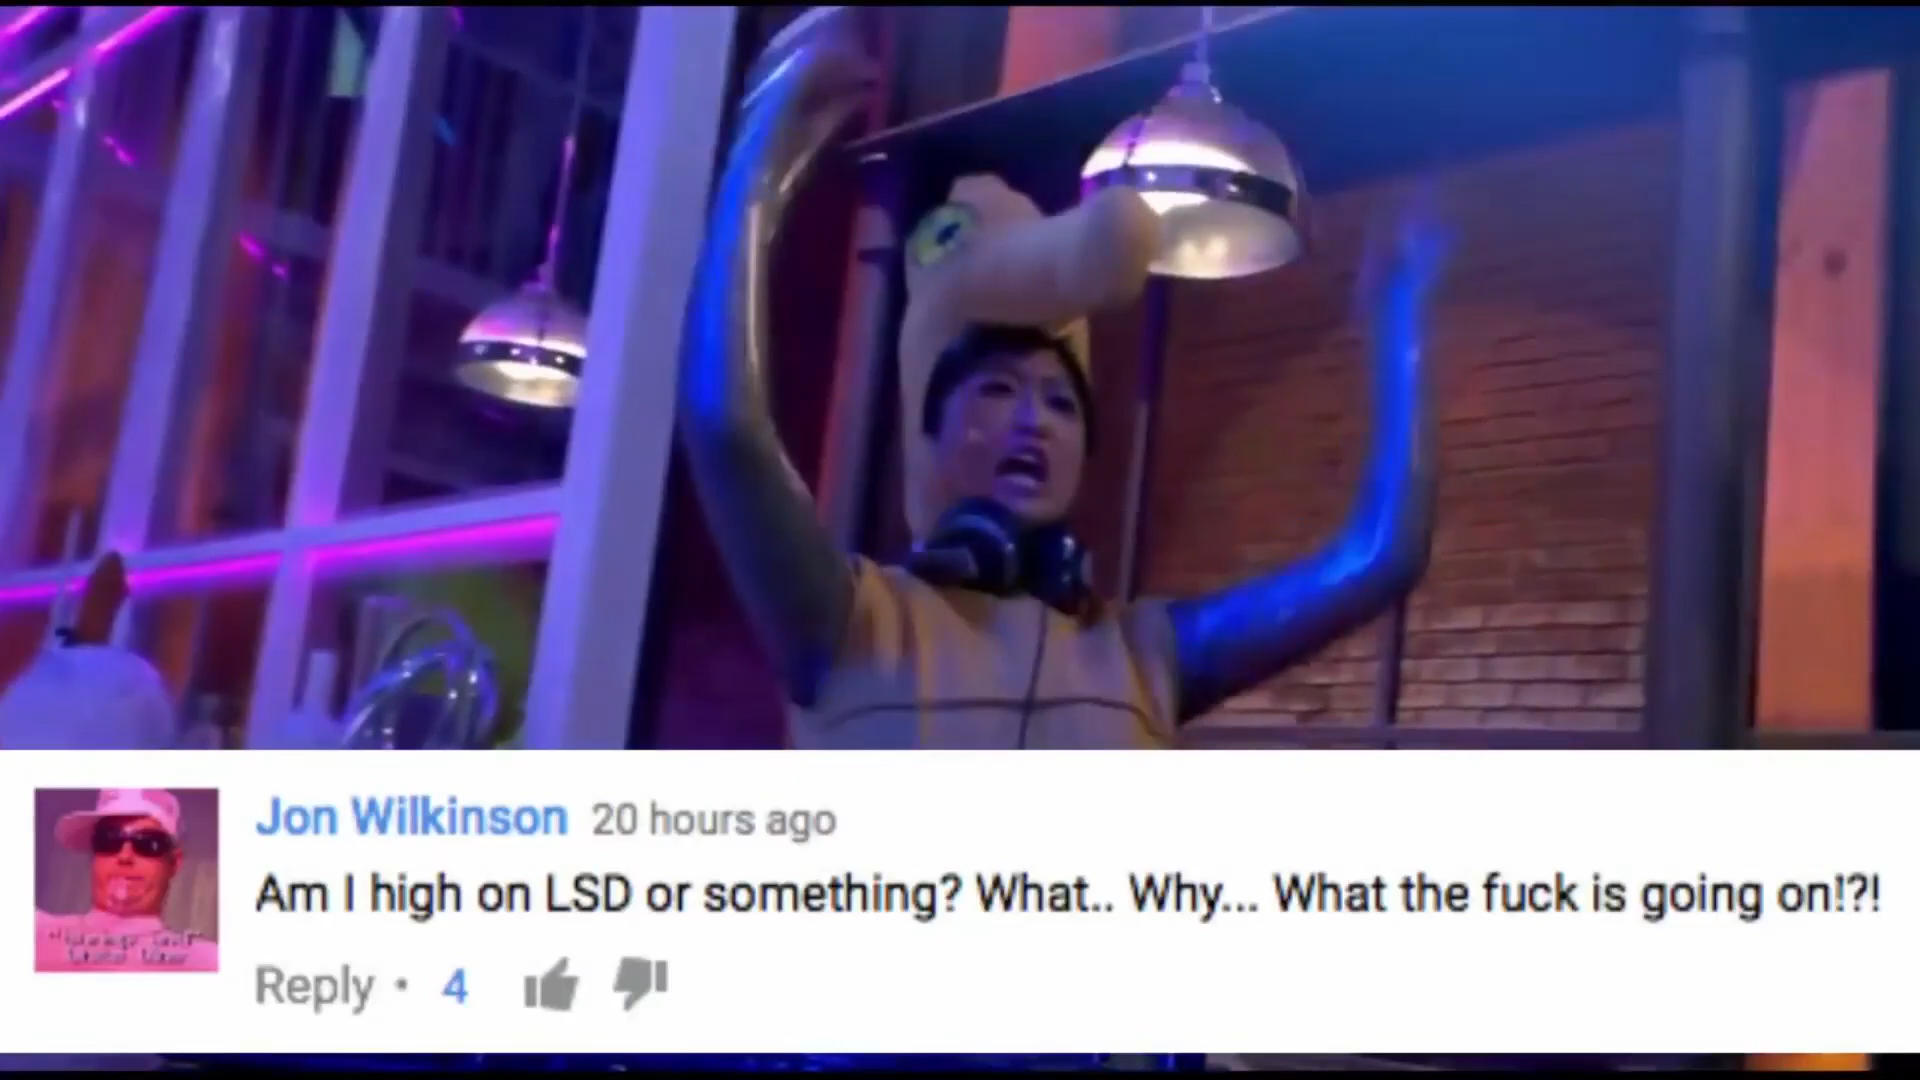 Jon Wilkinson 20 hours ago
Am I high on LSD or something? What.. Why... What the fuck is going on!?!
Reply • 4